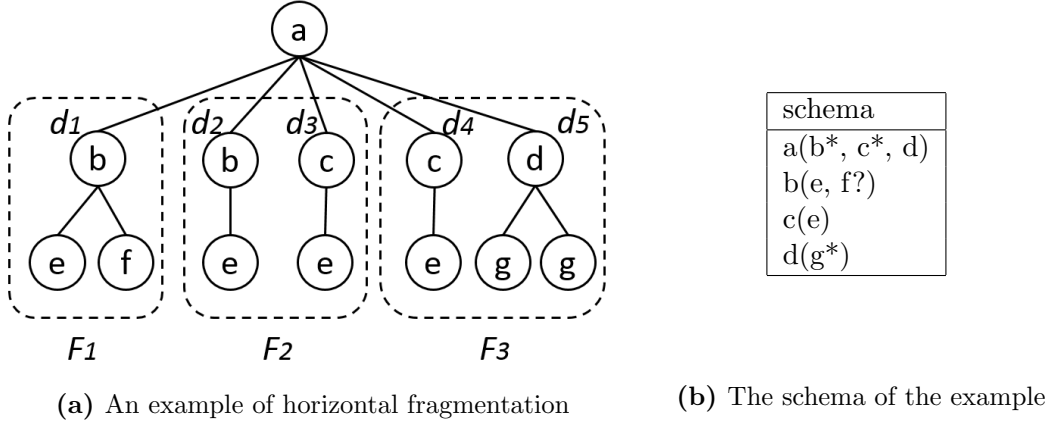 a
d1 d2 d3 d4 d5
b b c c d
e f e e e g g
F1 F2 F3
(a) An example of horizontal fragmentation
schema
a(b*, c*, d)
b(e, f?)
c(e)
d(g*)
(b) The schema of the example